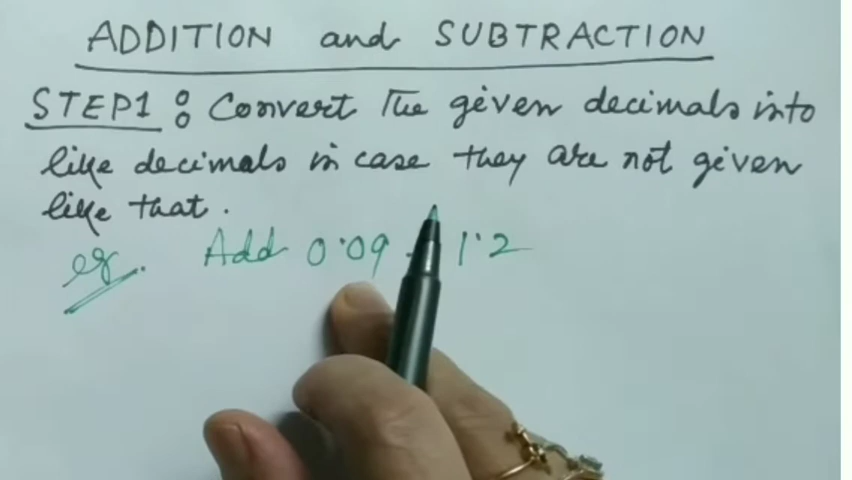 ADDITION and SUBTRACTION
STEP1: Convert The given decimals into
like decimals in case they are not given
like that.
eg. Add 0.09 1.2